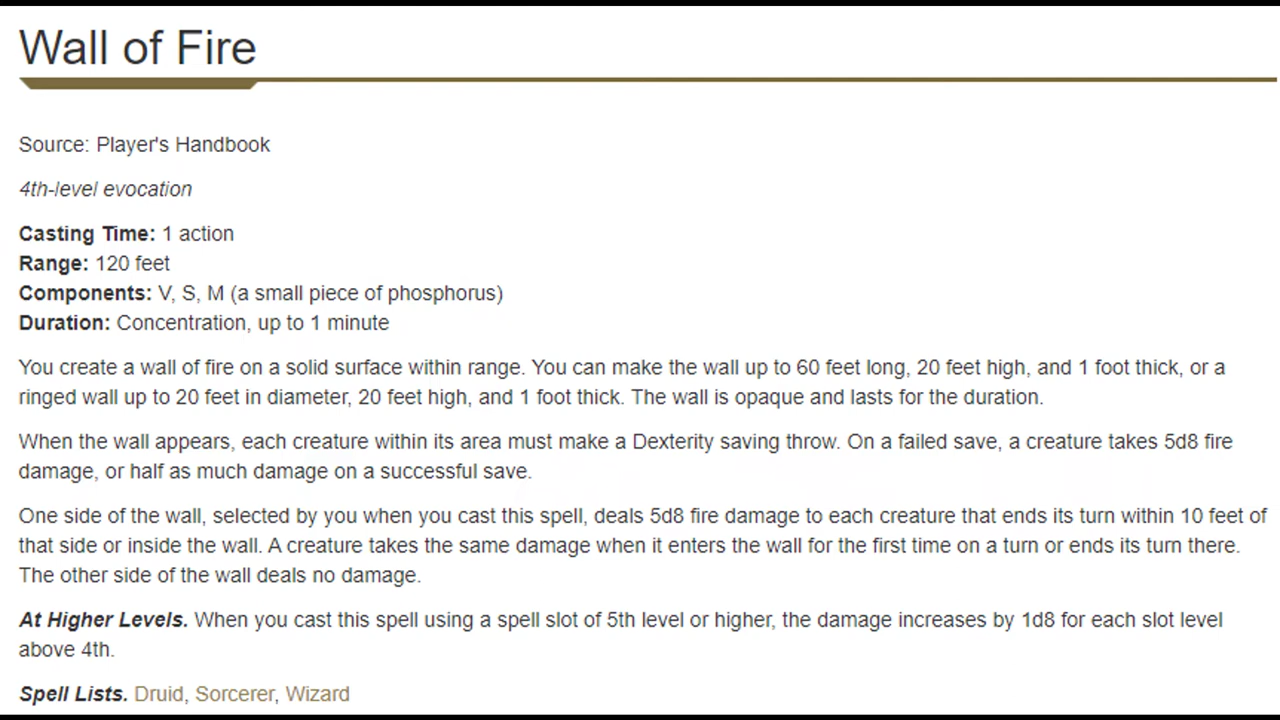 Wall of Fire
Source: Player's Handbook
4th-level evocation
Casting Time: 1 action
Range: 120 feet
Components: V, S, M (a small piece of phosphorus)
Duration: Concentration, up to 1 minute
You create a wall of fire on a solid surface within range. You can make the wall up to 60 feet long, 20 feet high, and 1 foot thick, or a
ringed wall up to 20 feet in diameter, 20 feet high, and 1 foot thick. The wall is opaque and lasts for the duration.
When the wall appears, each creature within its area must make a Dexterity saving throw. On a failed save, a creature takes 5d8 fire
damage, or half as much damage on a successful save.
One side of the wall, selected by you when you cast this spell, deals 5d8 fire damage to each creature that ends its turn within 10 feet of
that side or inside the wall. A creature takes the same damage when it enters the wall for the first time on a turn or ends its turn there.
The other side of the wall deals no damage.
At Higher Levels. When you cast this spell using a spell slot of 5th level or higher, the damage increases by 1d8 for each slot level
above 4th.
Spell Lists. Druid, Sorcerer, Wizard